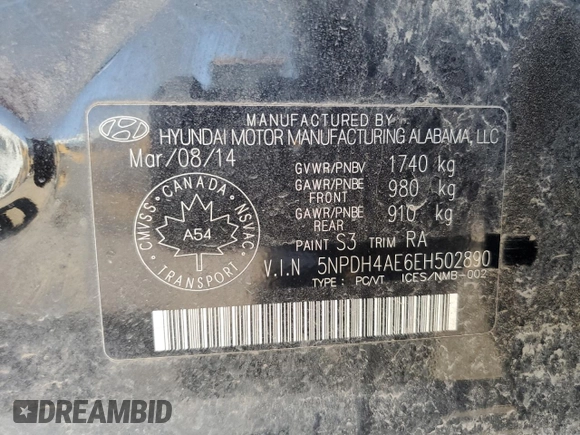 MANUFACTURED BY
HYUNDAI MOTOR MANUFACTURING ALABAMA, LLC
Mar/08/14
GVWR/PNBV 1740 kg
GAWR/PNBE FRONT 980 kg
GAWR/PNBE REAR 910 kg
CANADA
CMVSS
NSVAC
A54
TRANSPORT
PAINT S3 TRIM RA
V.I.N 5NPDH4AE6EH502890
TYPE : PC/VT ICES/NMB-002
DREAMBID